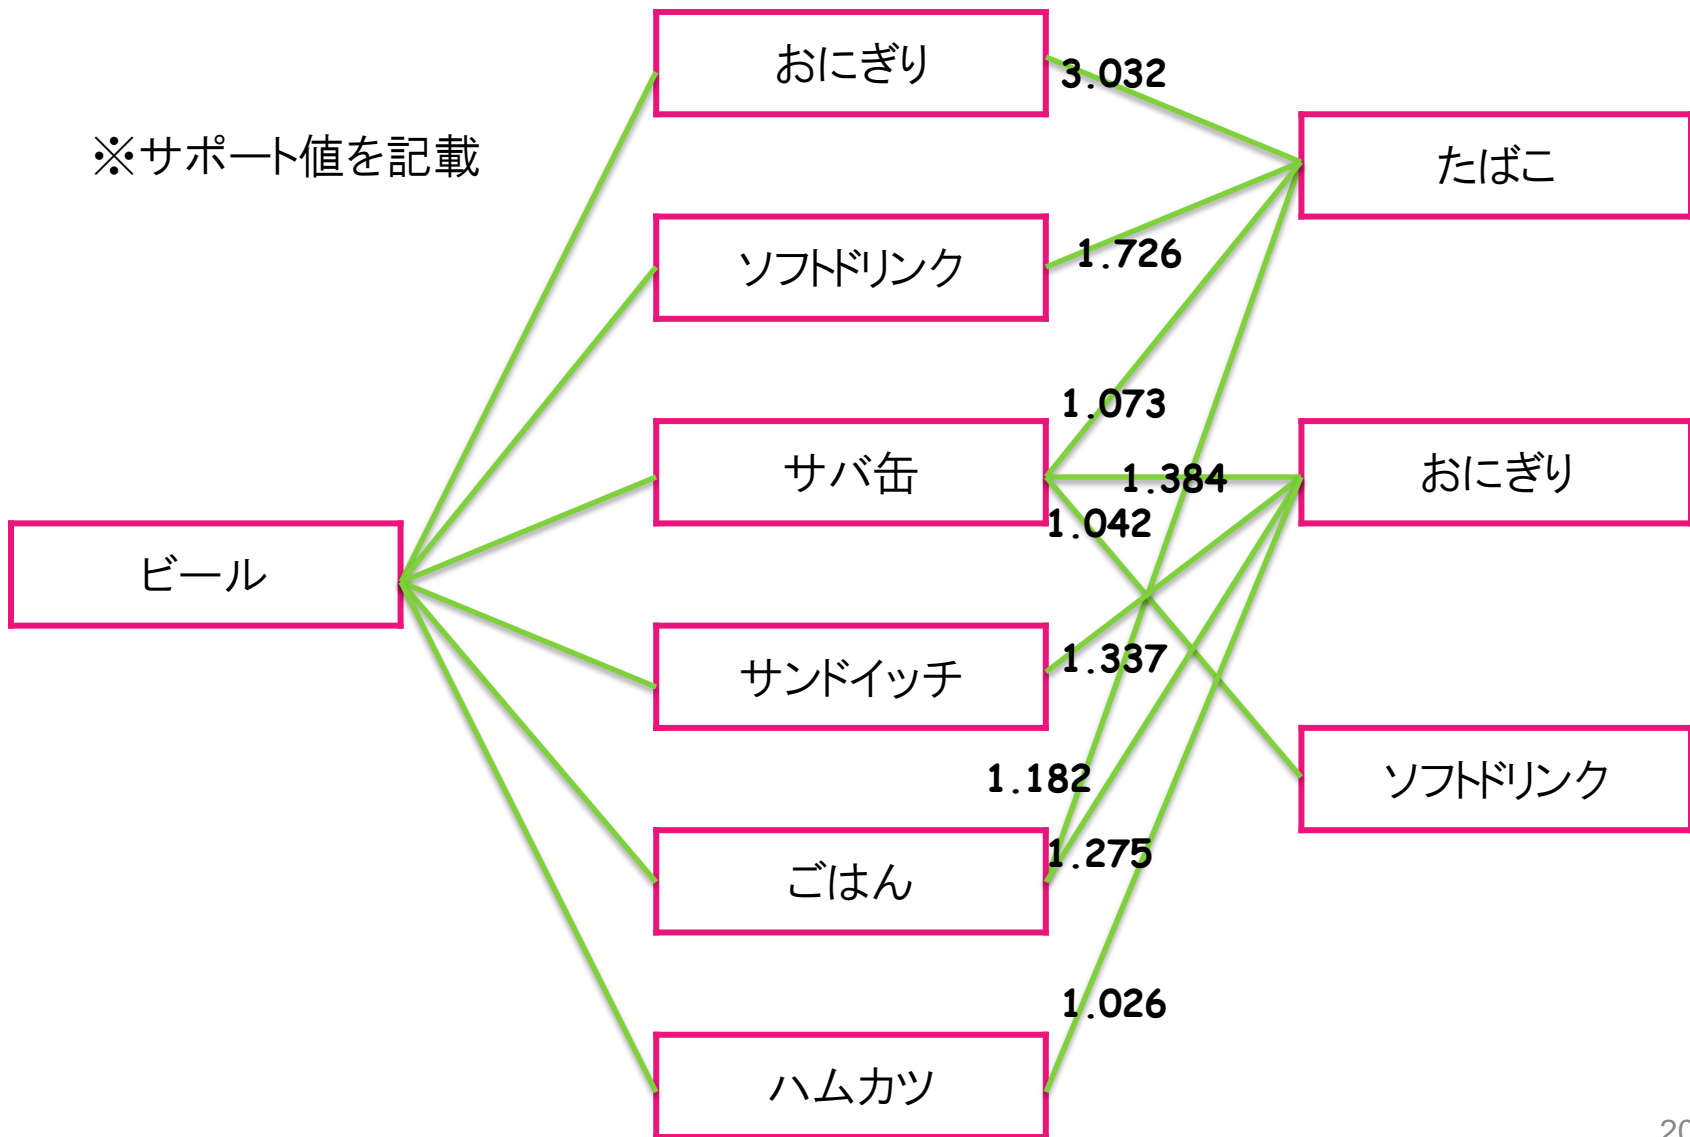 おにぎり
3.032
※サポート値を記載
たばこ
ソフトドリンク
1.726
1.073
サバ缶
1.384
おにぎり
1.042
ビール
サンドイッチ
1.337
ソフトドリンク
1.182
ごはん
1.275
1.026
ハムカツ
20